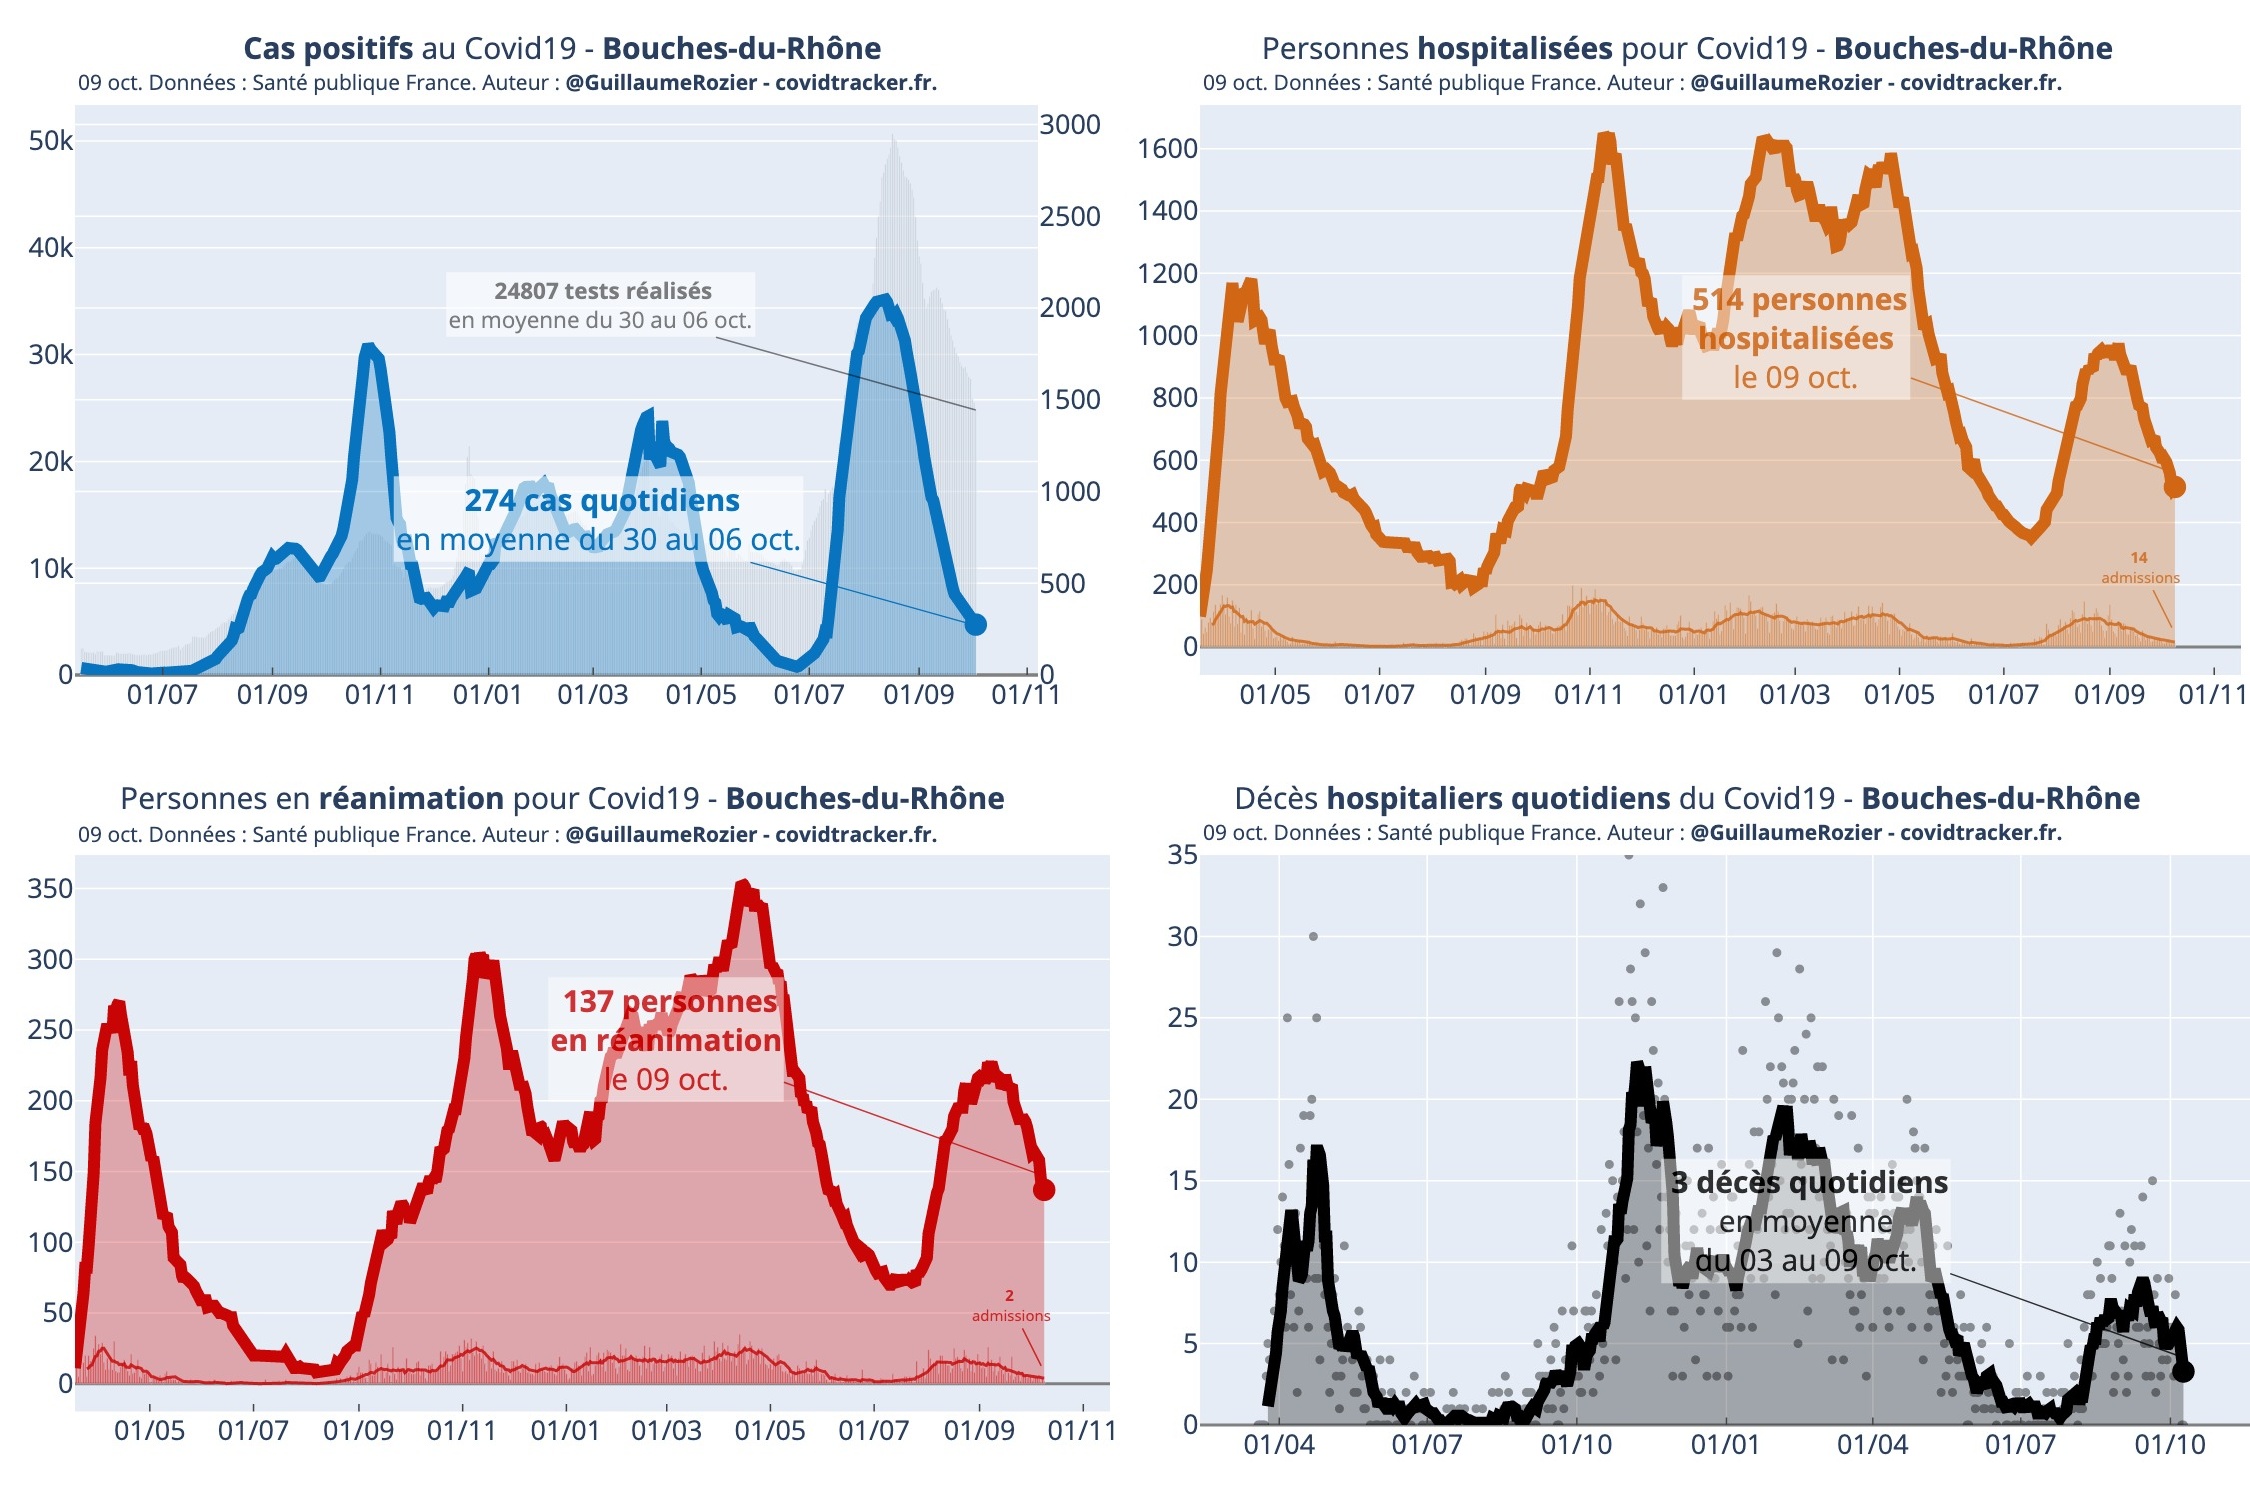 Cas positifs au Covid19 - Bouches-du-Rhône
09 oct. Données : Santé publique France. Auteur : @GuillaumeRozier - covidtracker.fr.
50k
40k
30k
20k
10k
0
3000
2500
2000
1500
1000
500
0
24807 tests réalisés
en moyenne du 30 au 06 oct.
274 cas quotidiens
en moyenne du 30 au 06 oct.
01/07 01/09 01/11 01/01 01/03 01/05 01/07 01/09 01/11
Personnes hospitalisées pour Covid19 - Bouches-du-Rhône
09 oct. Données : Santé publique France. Auteur : @GuillaumeRozier - covidtracker.fr.
1600
1400
1200
1000
800
600
400
200
0
514 personnes
hospitalisées
le 09 oct.
14
admissions
01/05 01/07 01/09 01/11 01/01 01/03 01/05 01/07 01/09 01/11
Personnes en réanimation pour Covid19 - Bouches-du-Rhône
09 oct. Données : Santé publique France. Auteur : @GuillaumeRozier - covidtracker.fr.
350
300
250
200
150
100
50
0
137 personnes
en réanimation
le 09 oct.
2
admissions
01/05 01/07 01/09 01/11 01/01 01/03 01/05 01/07 01/09 01/11
Décès hospitaliers quotidiens du Covid19 - Bouches-du-Rhône
09 oct. Données : Santé publique France. Auteur : @GuillaumeRozier - covidtracker.fr.
35
30
25
20
15
10
5
0
3 décès quotidiens
en moyenne
du 03 au 09 oct.
01/04 01/07 01/10 01/01 01/04 01/07 01/10